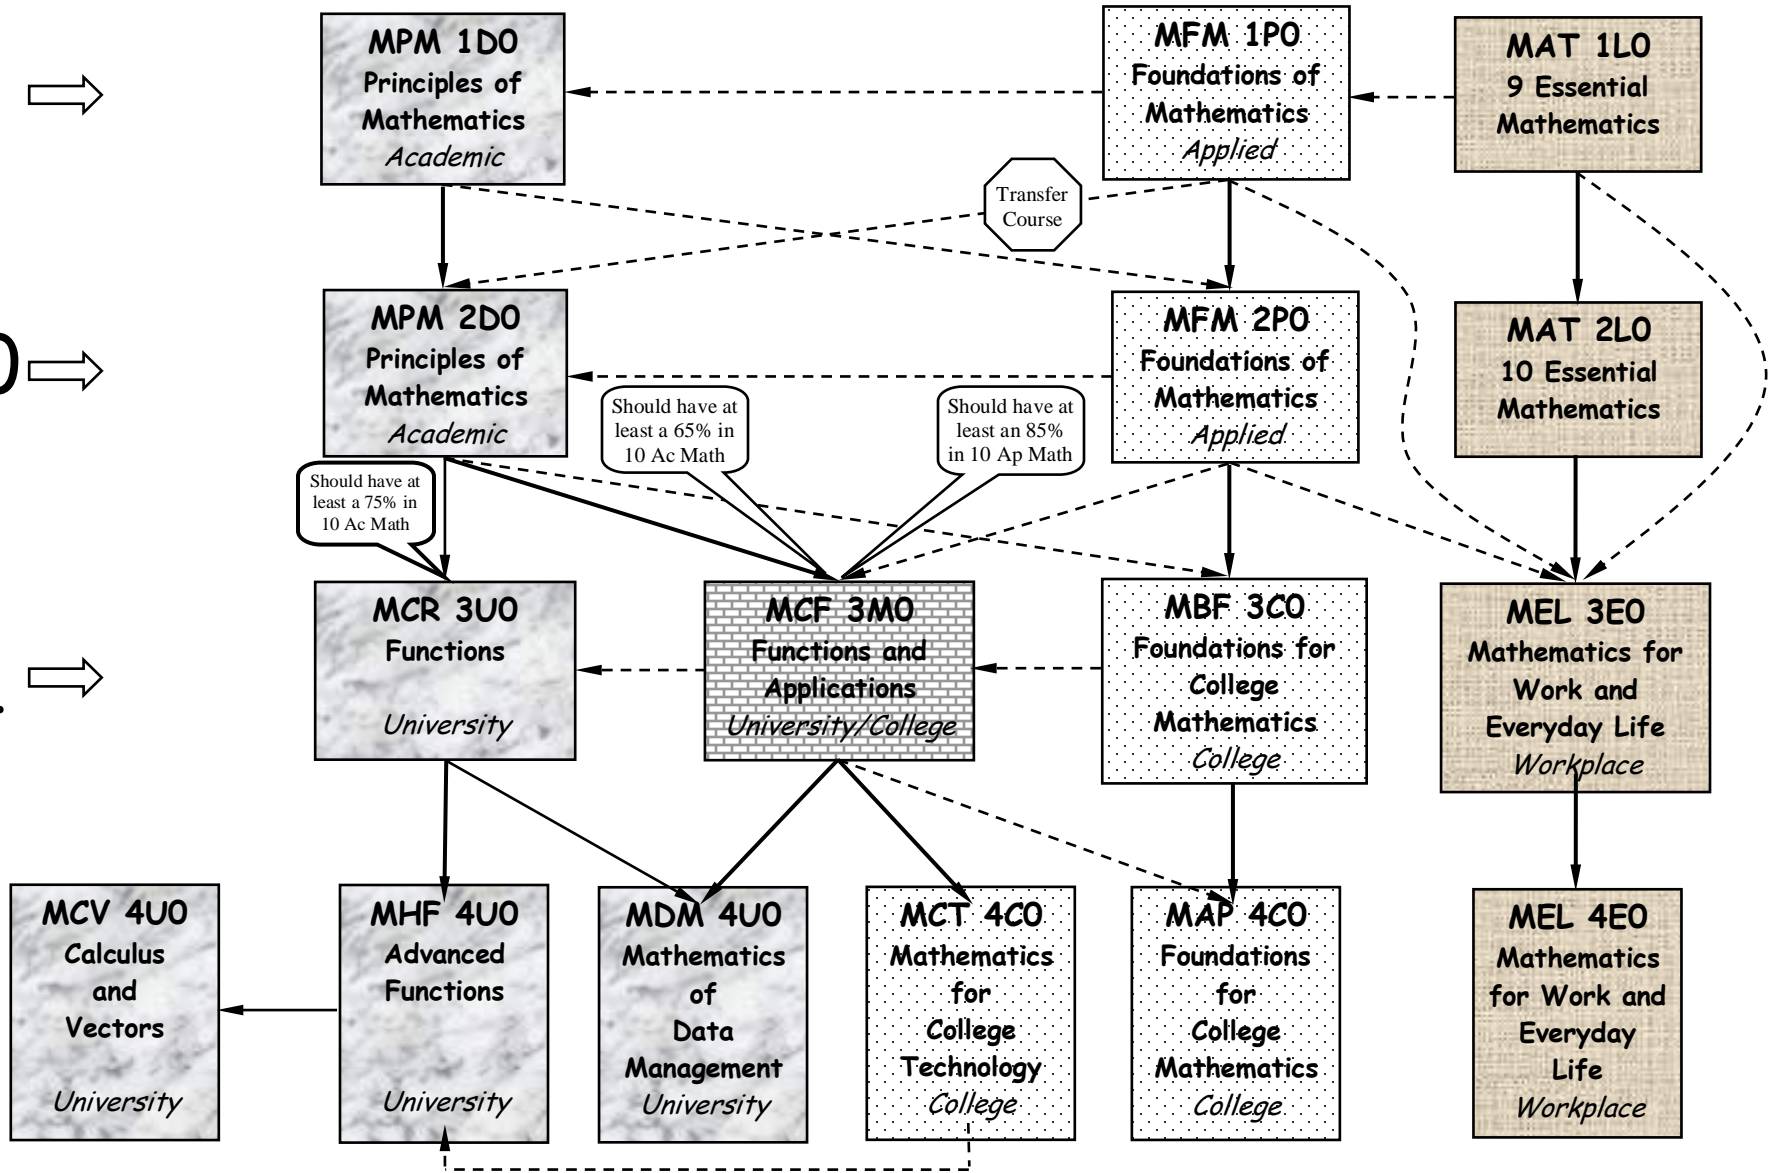 MPM 1D0
Principles of
Mathematics
Academic
MFM 1P0
Foundations of
Mathematics
Applied
MAT 1L0
9 Essential
Mathematics
Transfer
Course
MPM 2D0
Principles of
Mathematics
Academic
MFM 2P0
Foundations of
Mathematics
Applied
MAT 2L0
10 Essential
Mathematics
0
Should have at
least a 75% in
10 Ac Math
Should have at
least a 65% in
10 Ac Math
Should have at
least an 85%
in 10 Ap Math
MCR 3U0
Functions
University
MCF 3M0
Functions and
Applications
University/College
MBF 3C0
Foundations for
College
Mathematics
College
MEL 3E0
Mathematics for
Work and
Everyday Life
Workplace
MCV 4U0
Calculus
and
Vectors
University
MHF 4U0
Advanced
Functions
University
MDM 4U0
Mathematics
of
Data
Management
University
MCT 4C0
Mathematics
for
College
Technology
College
MAP 4C0
Foundations
for
College
Mathematics
College
MEL 4E0
Mathematics
for Work and
Everyday
Life
Workplace